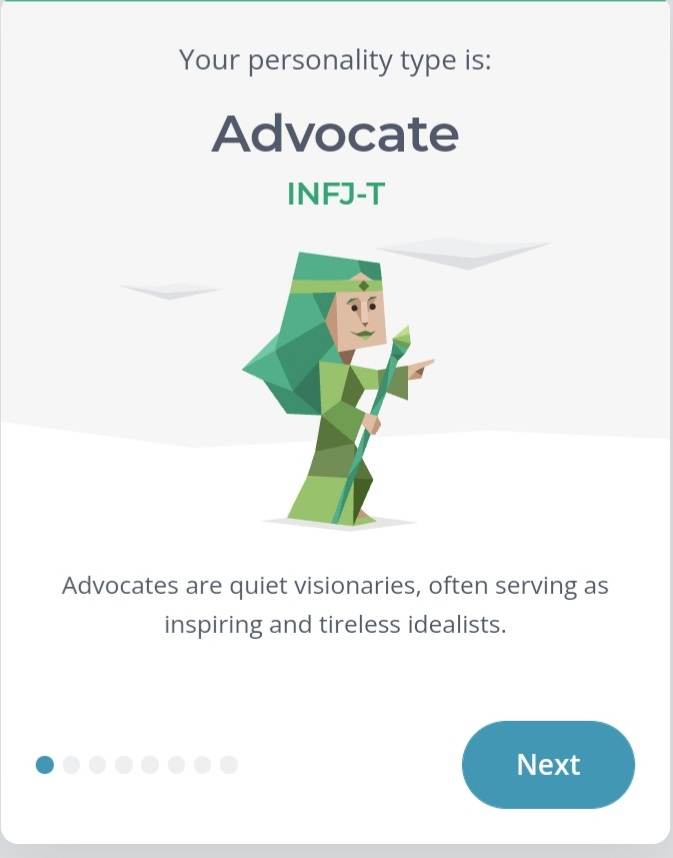 Your personality type is:
Advocate
INFJ-T
Advocates are quiet visionaries, often serving as
inspiring and tireless idealists.
Next